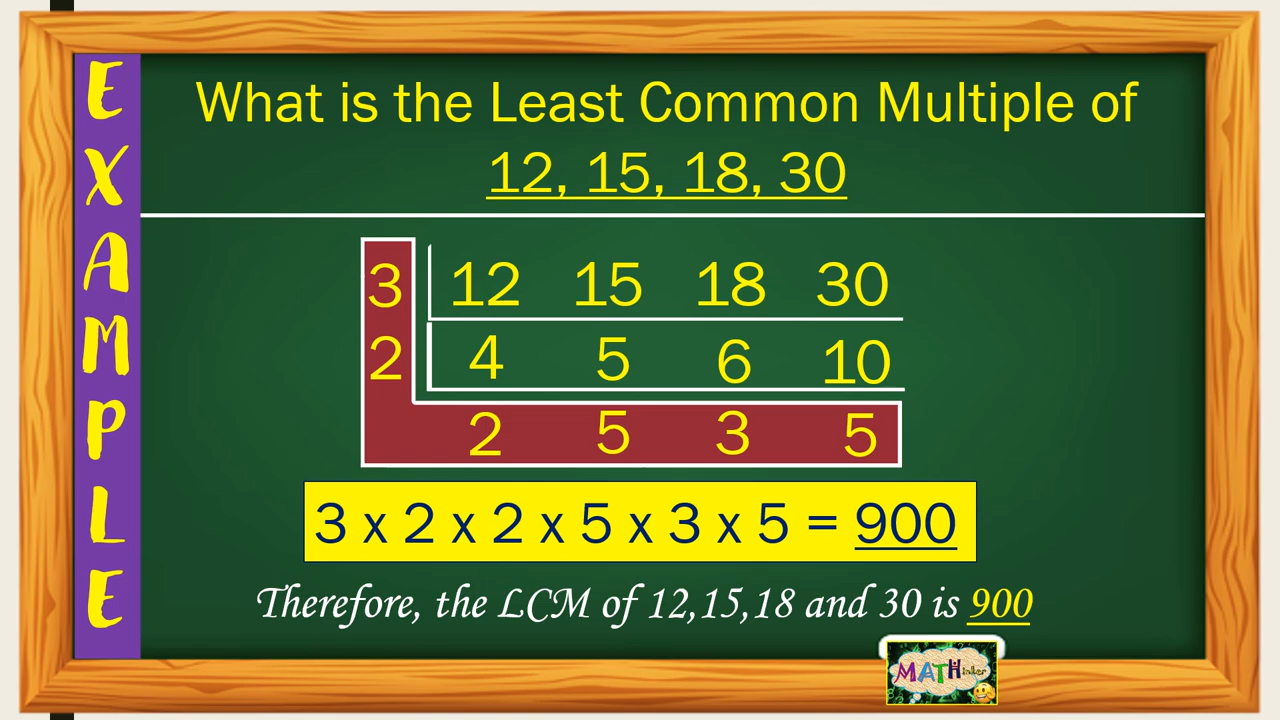 EXAMPLE
What is the Least Common Multiple of
12, 15, 18, 30
3 12 15 18 30
2 4 5 6 10
2 5 3 5
3 x 2 x 2 x 5 x 3 x 5 = 900
Therefore, the LCM of 12,15,18 and 30 is 900
MATHinker